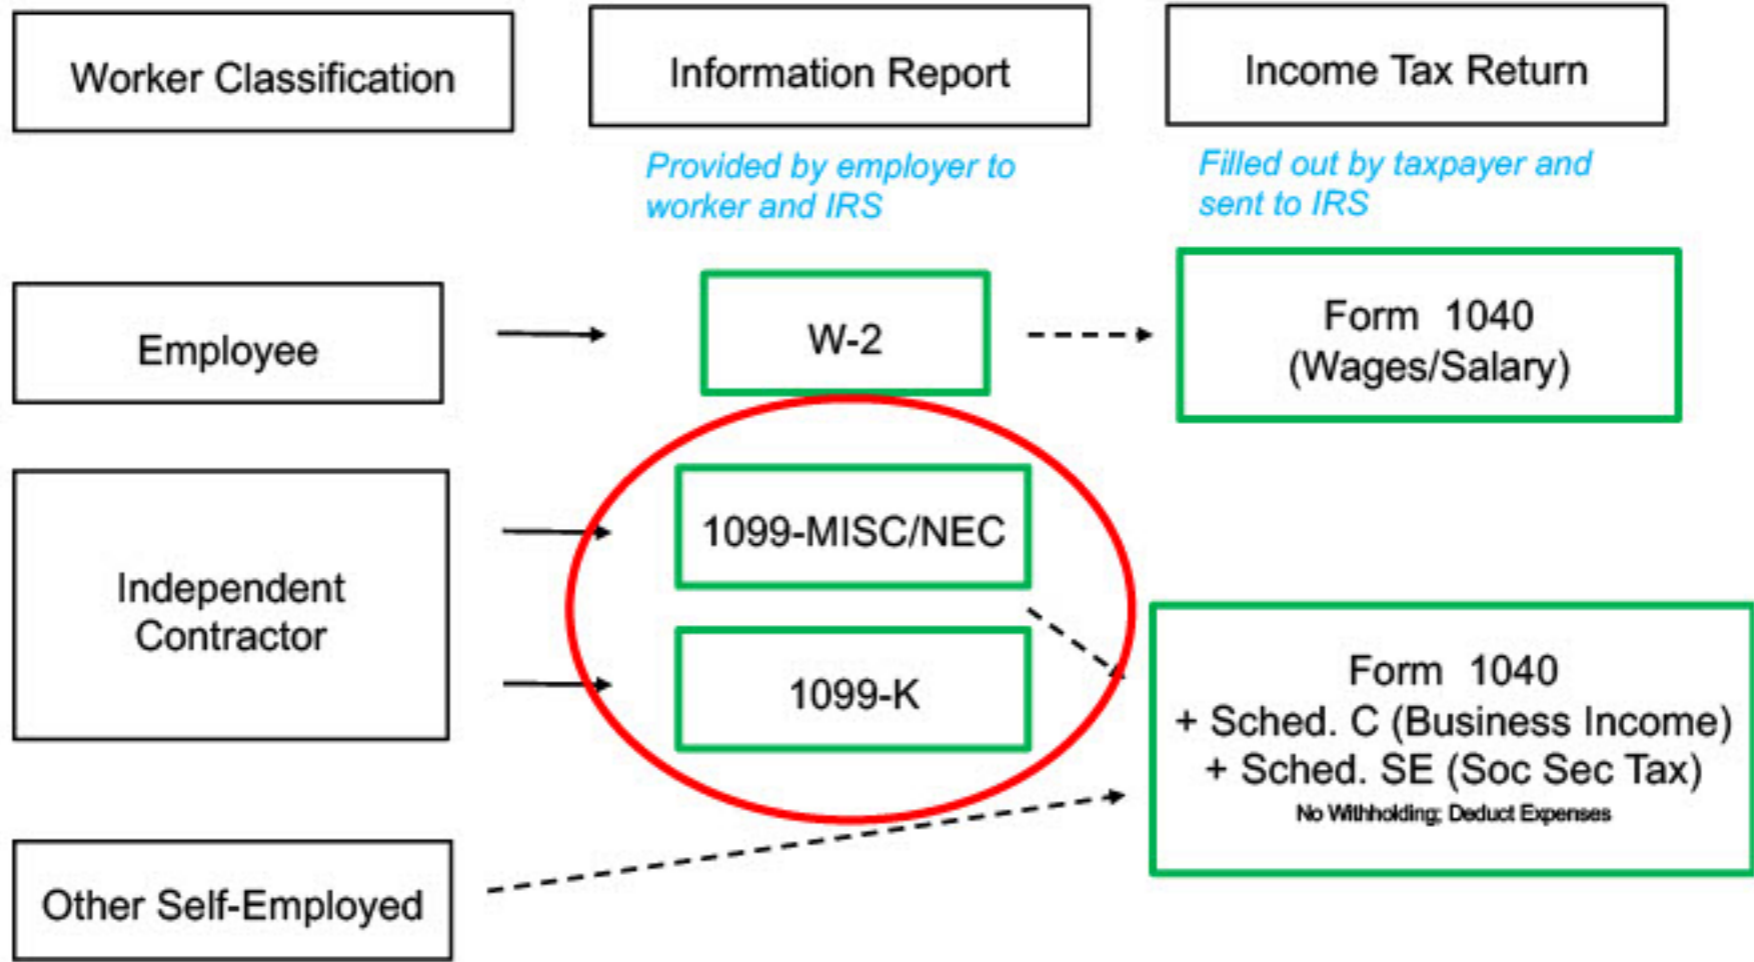 Worker Classification
Information Report
Income Tax Return
Provided by employer to
worker and IRS
Filled out by taxpayer and
sent to IRS
Employee
W-2
Form 1040
(Wages/Salary)
Independent
Contractor
1099-MISC/NEC
1099-K
Form 1040
+ Sched. C (Business Income)
+ Sched. SE (Soc Sec Tax)
No Withholding; Deduct Expenses
Other Self-Employed